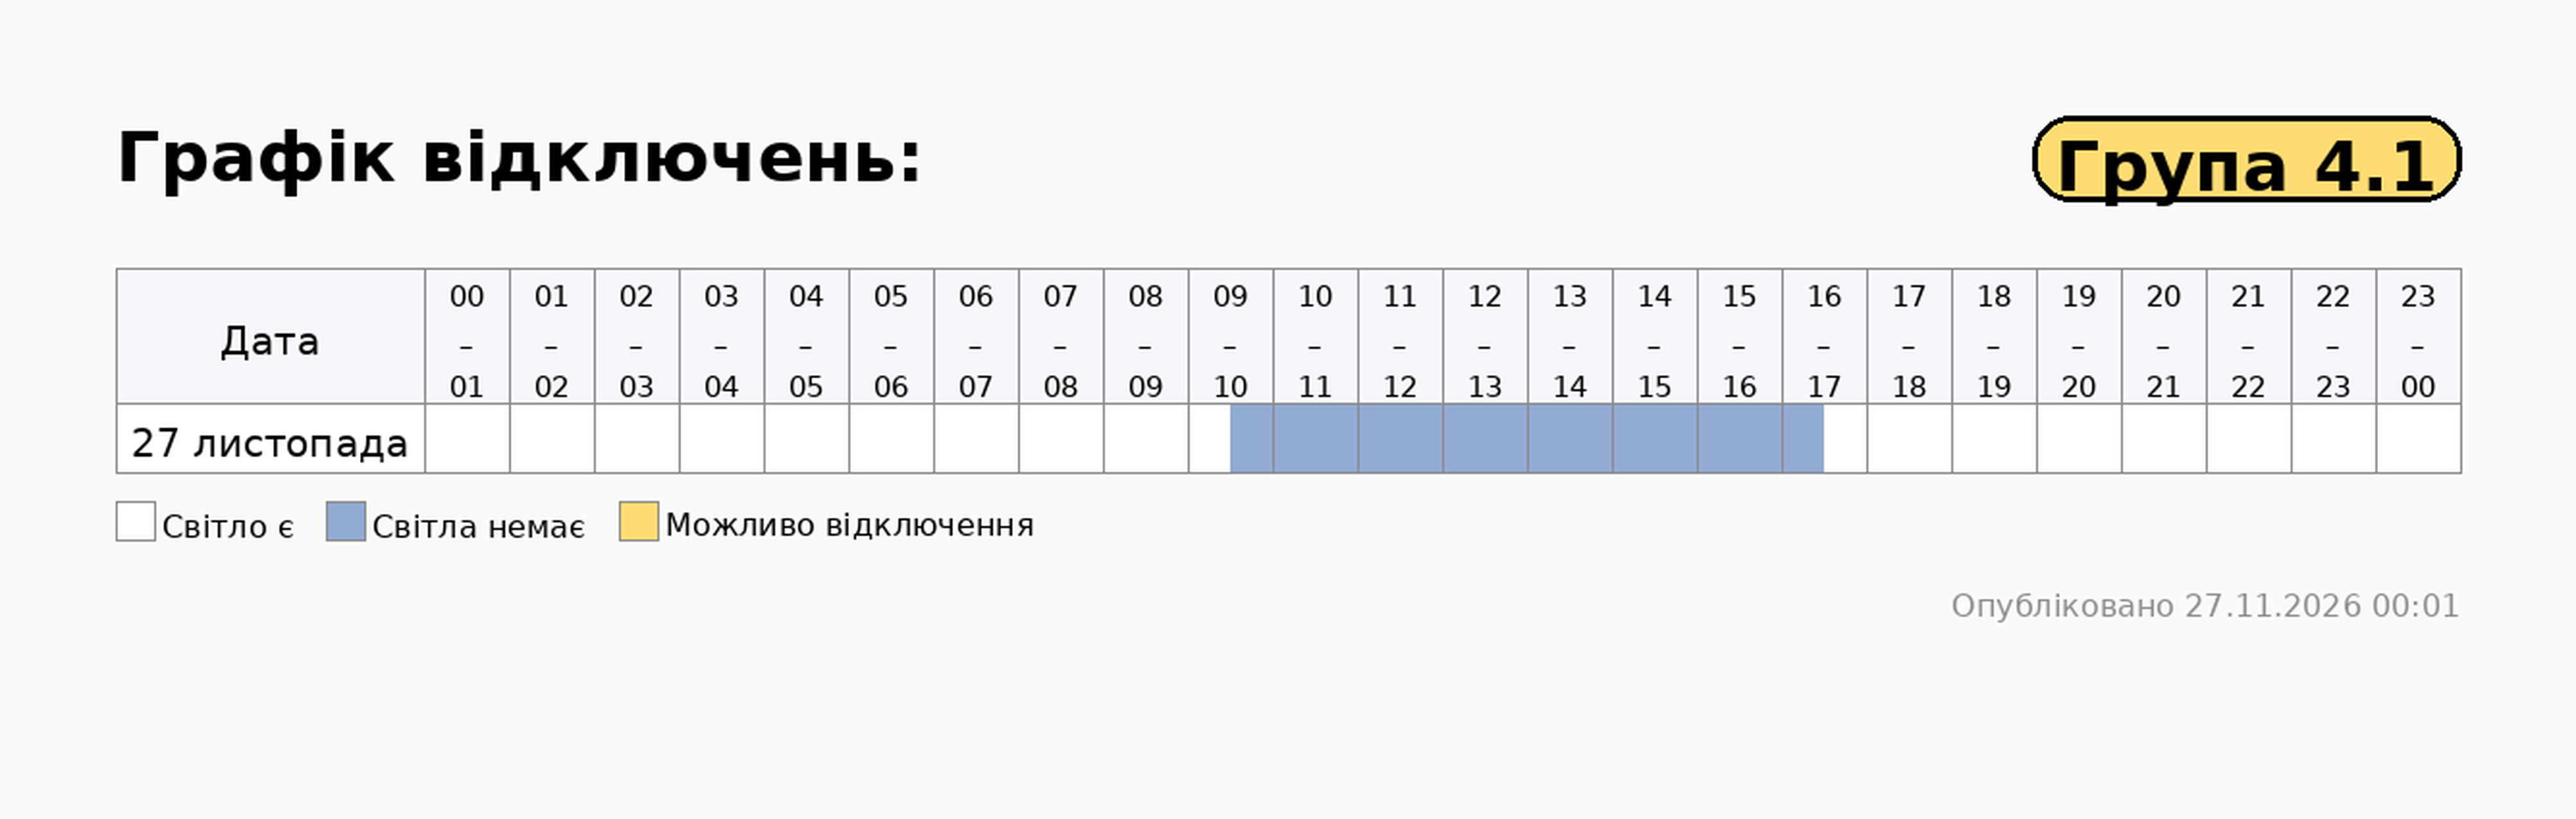 Графік відключень:
Група 4.1
Дата 00 – 01 01 – 02 02 – 03 03 – 04 04 – 05 05 – 06 06 – 07 07 – 08 08 – 09 09 – 10 10 – 11 11 – 12 12 – 13 13 – 14 14 – 15 15 – 16 16 – 17 17 – 18 18 – 19 19 – 20 20 – 21 21 – 22 22 – 23 23 – 00
27 листопада
Світло є Світла немає Можливо відключення
Опубліковано 27.11.2026 00:01